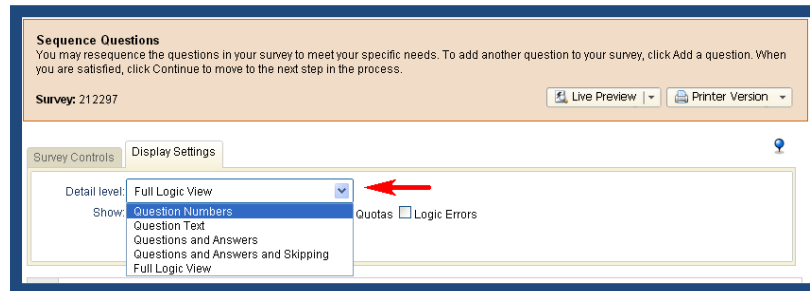 Sequence Questions
You may resequence the questions in your survey to meet your specific needs. To add another question to your survey, click Add a question. When
you are satisfied, click Continue to move to the next step in the process.
Survey: 212297
Live Preview
Printer Version
Survey Controls
Display Settings
Detail level: Full Logic View
Show: Quotas Logic Errors
Question Numbers
Question Text
Questions and Answers
Questions and Answers and Skipping
Full Logic View